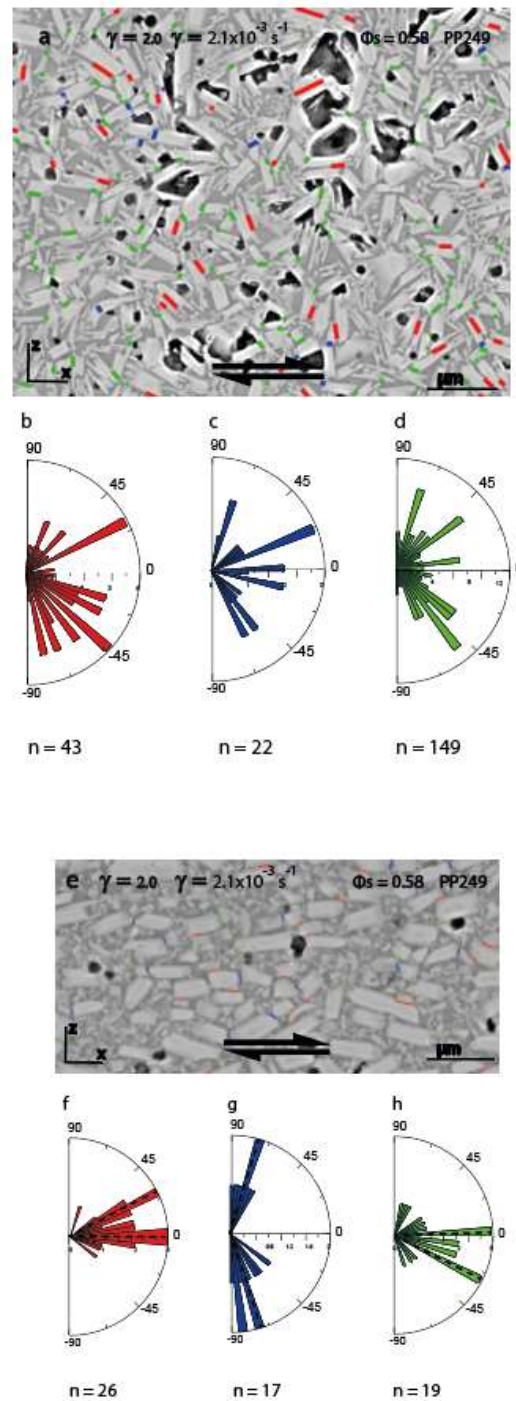 a γ = 2.0 γ = 2.1x10⁻³ s⁻¹ Φs = 0.58 PP249
z
x
μm
b c d
90 90 90
45 45 45
0 0
-45 -45 -45
-90 -90 -90
n = 43 n = 22 n = 149
e γ = 2.0 γ = 2.1x10⁻³ s⁻¹ Φs = 0.58 PP249
z
x
μm
f g h
90 90 90
45 45 45
0 0 0
-45 -45 -45
-90 -90 -90
n = 26 n = 17 n = 19